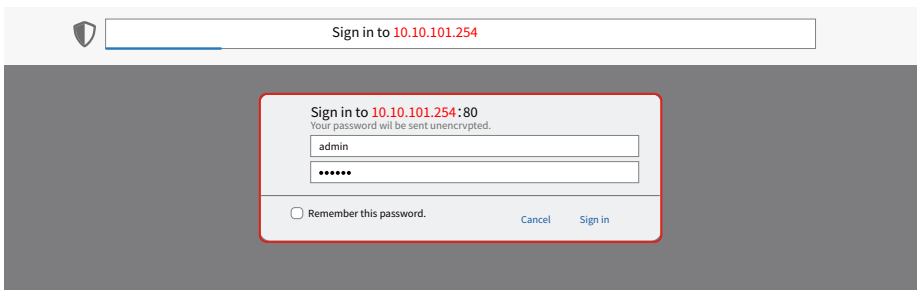 Sign in to 10.10.101.254
Sign in to 10.10.101.254:80
Your password wil be sent unencrvpted.
admin
••••••
Remember this password.
Cancel Sign in